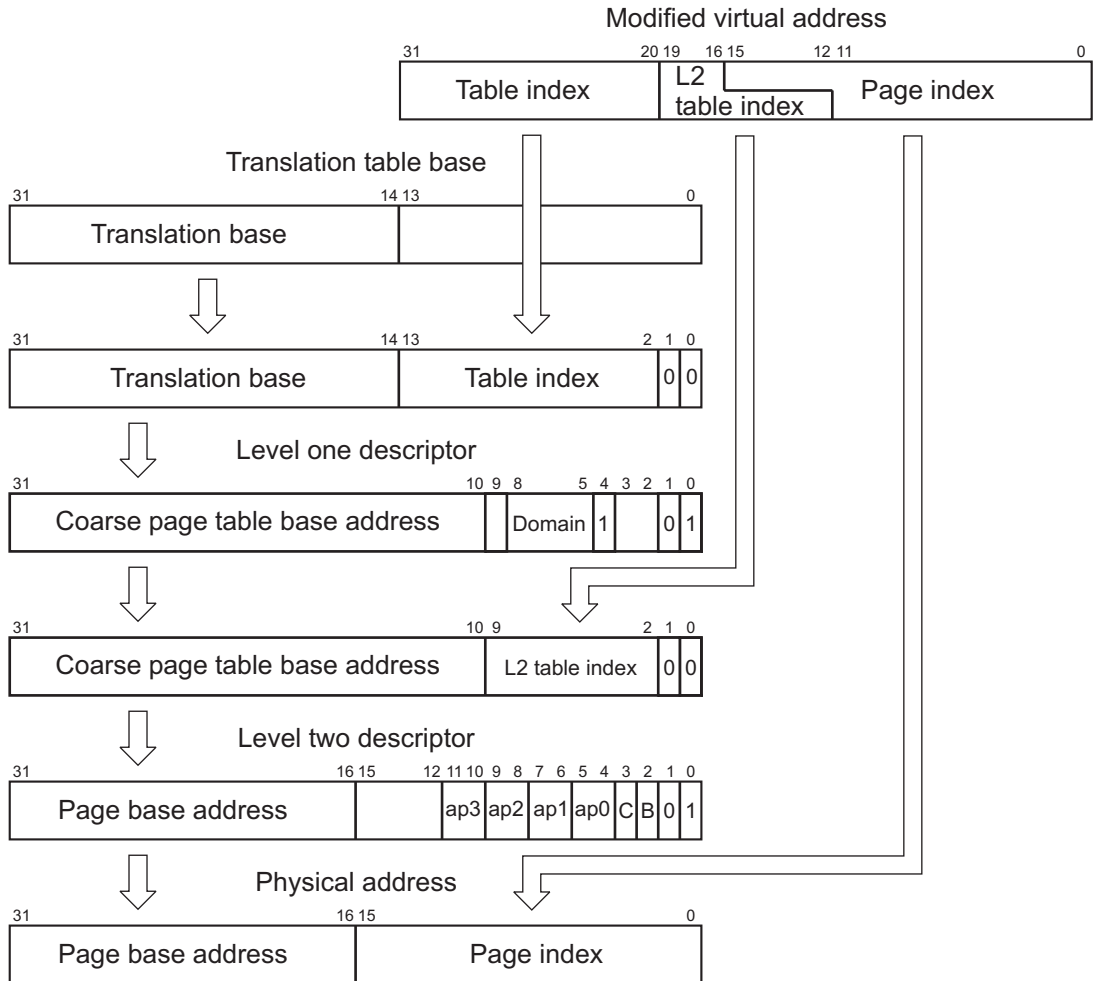 Modified virtual address
31 20 19 16 15 12 11 0
Table index L2 table index Page index
Translation table base
31 14 13 0
Translation base
31 14 13 2 1 0
Translation base Table index 0 0
Level one descriptor
31 10 9 8 5 4 3 2 1 0
Coarse page table base address Domain 1 0 1
31 10 9 2 1 0
Coarse page table base address L2 table index 0 0
Level two descriptor
31 16 15 12 11 10 9 8 7 6 5 4 3 2 1 0
Page base address ap3 ap2 ap1 ap0 C B 0 1
Physical address
31 16 15 0
Page base address Page index